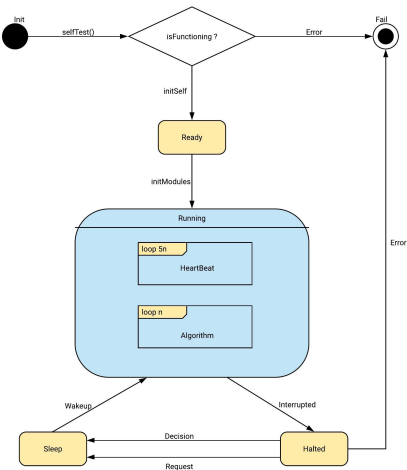 Init
Fail
selfTest()
isFunctioning ?
Error
initSelf
Ready
initModules
Running
Error
loop 5n
HeartBeat
loop n
Algorithm
Wakeup
Interrupted
Decision
Sleep
Halted
Request